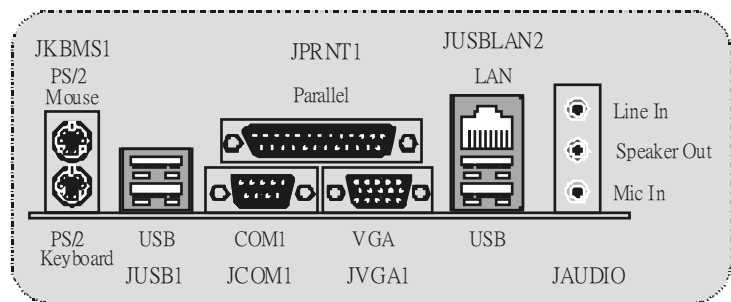 JKBMS1
PS/2
Mouse
JPRNT1
Parallel
JUSBLAN2
LAN
Line In
Speaker Out
Mic In
PS/2
Keyboard
USB
JUSB1
COM1
JCOM1
VGA
JVGA1
USB
JAUDIO